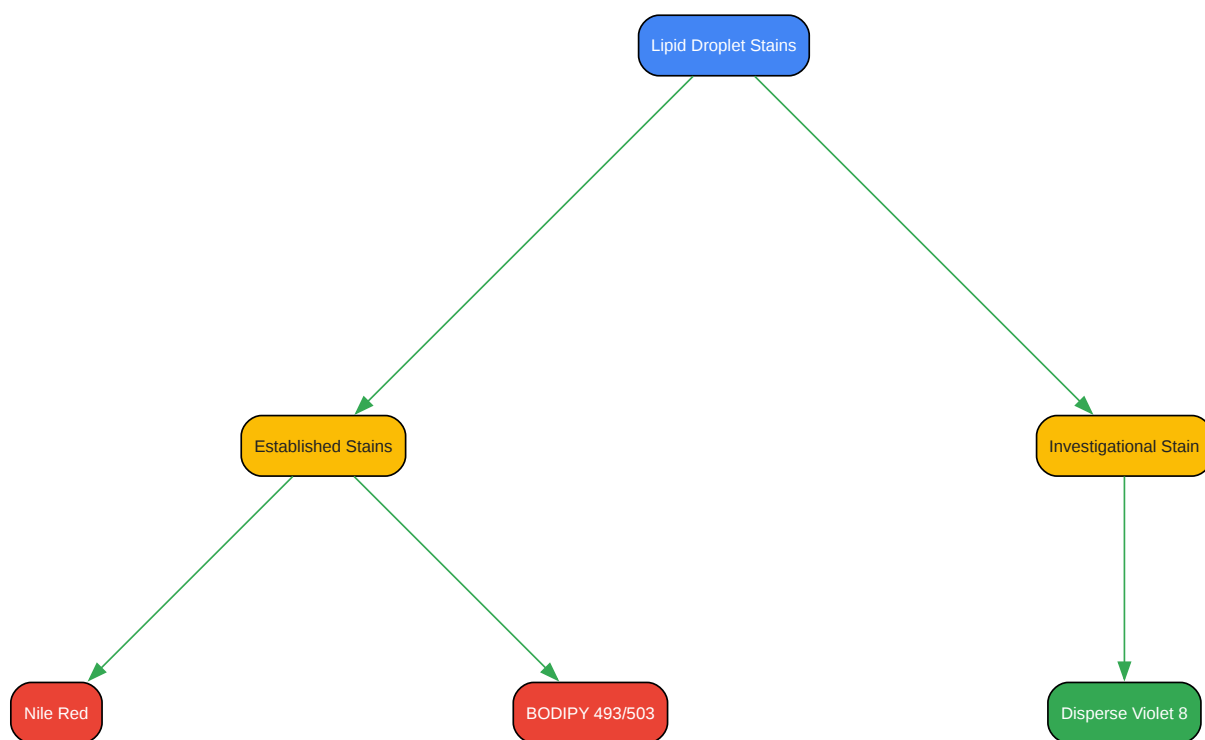 Lipid Droplet Stains
Established Stains
Investigational Stain
Nile Red
BODIPY 493/503
Disperse Violet 8